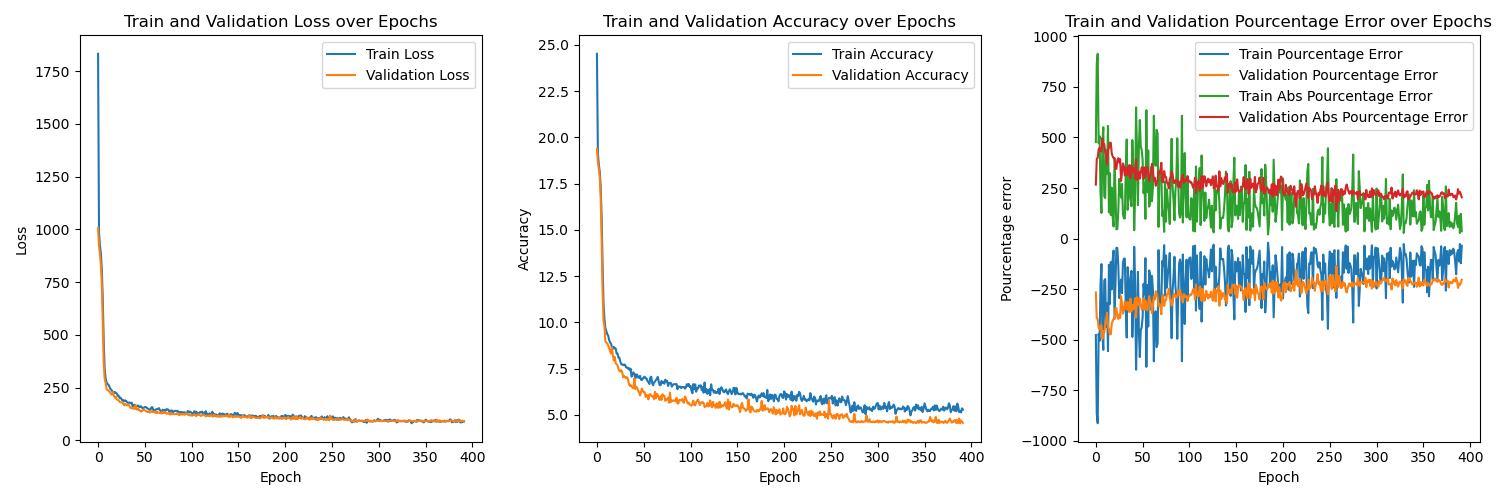 Train and Validation Loss over Epochs
Train Loss
Validation Loss
1750
1500
1250
1000
750
500
250
0
Loss
0 50 100 150 200 250 300 350 400
Epoch
Train and Validation Accuracy over Epochs
Train Accuracy
Validation Accuracy
25.0
22.5
20.0
17.5
15.0
12.5
10.0
7.5
5.0
Accuracy
0 50 100 150 200 250 300 350 400
Epoch
Train and Validation Pourcentage Error over Epochs
Train Pourcentage Error
Validation Pourcentage Error
Train Abs Pourcentage Error
Validation Abs Pourcentage Error
1000
750
500
250
0
−250
−500
−750
−1000
Pourcentage error
0 50 100 150 200 250 300 350 400
Epoch